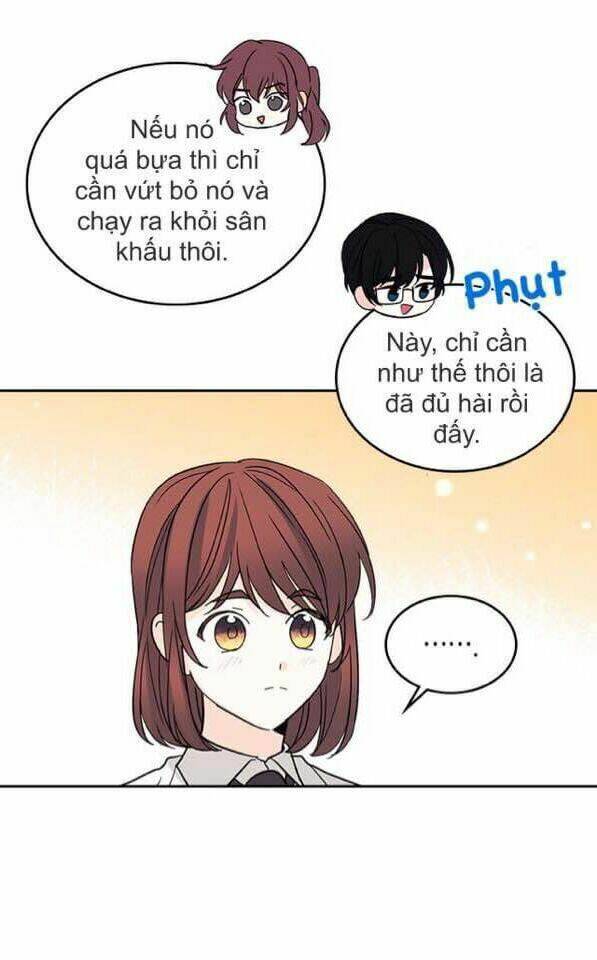 Nếu nó
quá bựa thì chỉ
cần vứt bỏ nó và
chạy ra khỏi sân
khấu thôi.
Phụt
Này, chỉ cần
như thế thôi là
đã đủ hài rồi
đấy.
.......